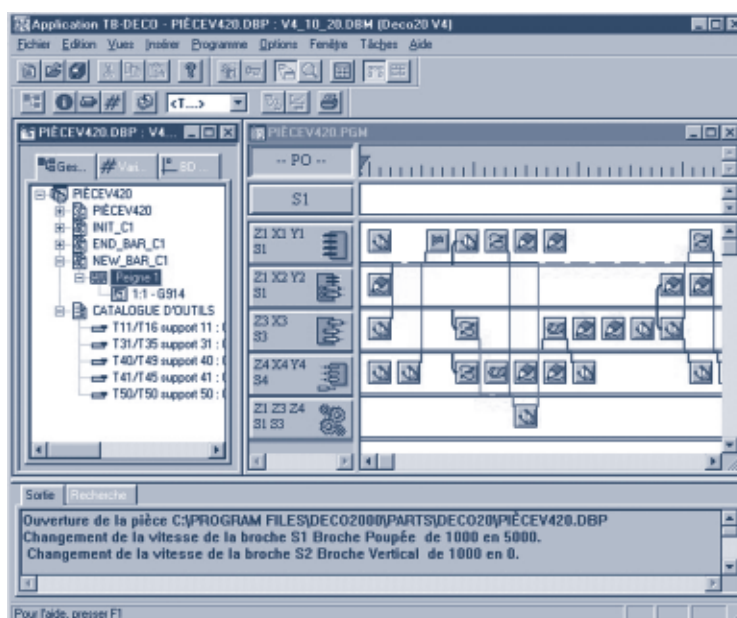 Application TB-DECO - PIÈCEV420.DBP : V4_10_20.DBM (Deco20 V4)
Fichier Edition Vues Insérer Programme Options Fenêtre Tâches Aide
<T...>
PIÈCEV420.DBP : V4...
PIÈCEV420.PGM
Ges... Vari... BD...
-- PO --
S1
PIÈCEV420
PIÈCEV420
INIT_C1
END_BAR_C1
NEW_BAR_C1
Peigne 1
1:1 - G914
CATALOGUE D'OUTILS
T11/T16 support 11 :
T31/T35 support 31 :
T40/T49 support 40 :
T41/T45 support 41 :
T50/T50 support 50 :
Z1 X1 Y1
S1
Z1 X2 Y2
S1
Z3 X3
S3
Z4 X4 Y4
S4
Z1 Z3 Z4
S1 S3
Sortie Recherche
Ouverture de la pièce C:\PROGRAM FILES\DECO2000\PARTS\DECO20\PIÈCEV420.DBP
Changement de la vitesse de la broche S1 Broche Poupée de 1000 en 5000.
Changement de la vitesse de la broche S2 Broche Vertical de 1000 en 0.
Pour l'aide, presser F1